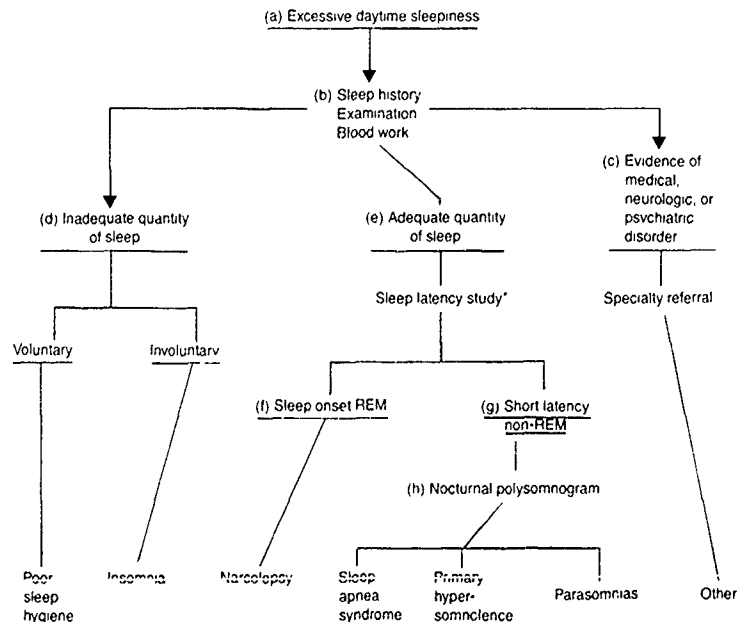 (a) Excessive daytime sleepiness
(b) Sleep history
Examination
Blood work
(c) Evidence of
medical,
neurologic, or
psychiatric
disorder
(d) Inadequate quantity
of sleep
(e) Adequate quantity
of sleep
Sleep latency study*
Specialty referral
Voluntary
Involuntary
(f) Sleep onset REM
(g) Short latency
non-REM
(h) Nocturnal polysomnogram
Poor
sleep
hygiene
Insomnia
Narcolepsy
Sleep
apnea
syndrome
Primary
hyper-
somnolence
Parasomnias
Other